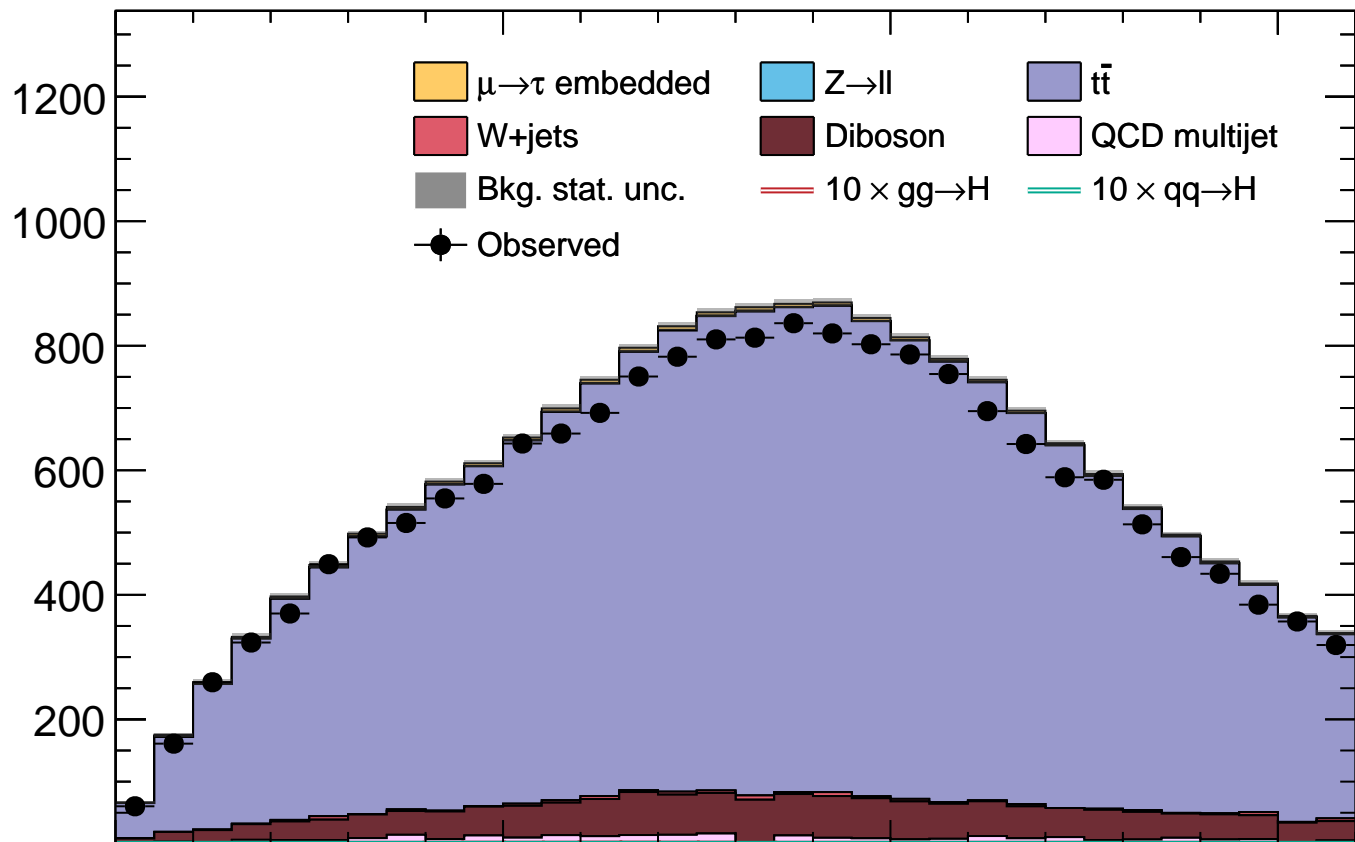 1200
1000
800
600
400
200
μ→τ embedded
Z→ll
tt̄
W+jets
Diboson
QCD multijet
Bkg. stat. unc.
10 × gg→H
10 × qq→H
Observed